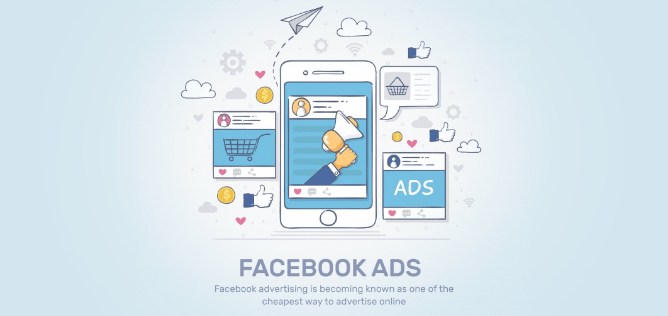 ADS
FACEBOOK ADS
Facebook advertising is becoming known as one of the
cheapest way to advertise online